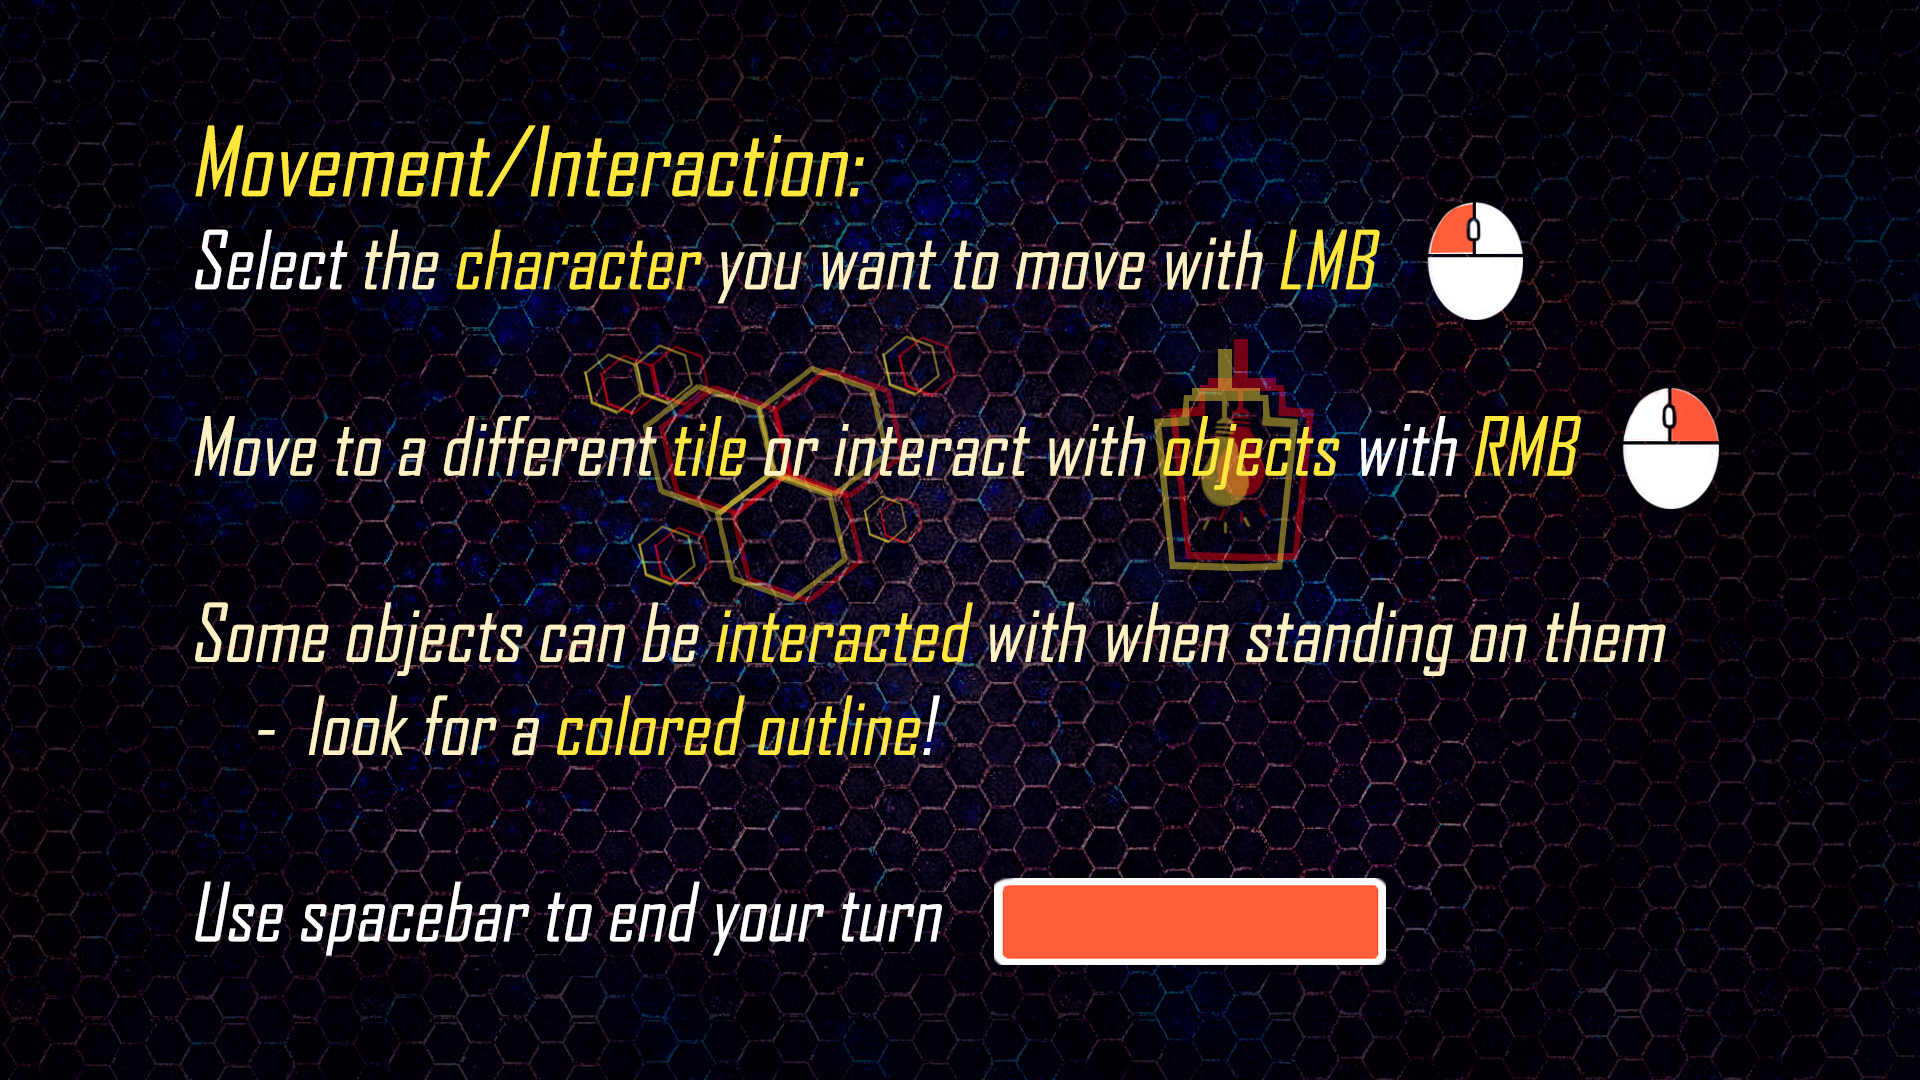 Movement/Interaction:
Select the character you want to move with LMB
Move to a different tile or interact with objects with RMB
Some objects can be interacted with when standing on them
- look for a colored outline!
Use spacebar to end your turn